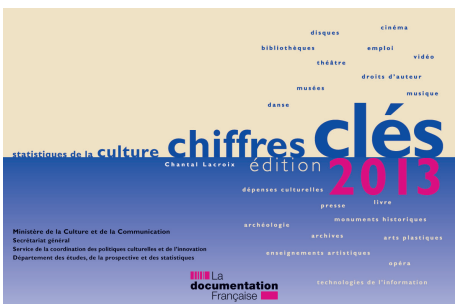 disques
cinéma
bibliothèques
emploi
vidéo
théâtre
droits d'auteur
musées
musique
danse
statistiques de la culture chiffres clés
Chantal Lacroix
édition 2013
dépenses culturelles
presse
livre
monuments historiques
archéologie
archives
arts plastiques
enseignements artistiques
opéra
technologies de l'information
Ministère de la Culture et de la Communication
Secrétariat général
Service de la coordination des politiques culturelles et de l'innovation
Département des études, de la prospective et des statistiques
La
documentation
Française